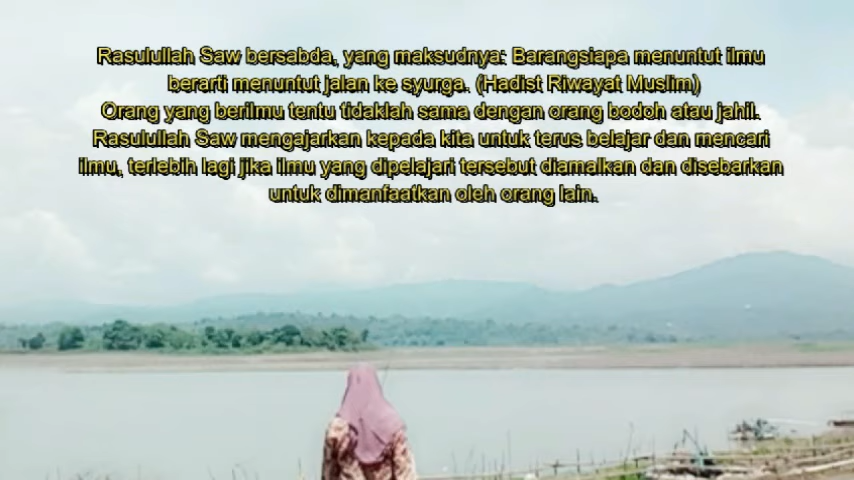 Rasulullah Saw bersabda, yang maksudnya: Barangsiapa menuntut ilmu
berarti menuntut jalan ke syurga. (Hadist Riwayat Muslim)
Orang yang berilmu tentu tidaklah sama dengan orang bodoh atau jahil.
Rasulullah Saw mengajarkan kepada kita untuk terus belajar dan mencari
ilmu, terlebih lagi jika ilmu yang dipelajari tersebut diamalkan dan disebarkan
untuk dimanfaatkan oleh orang lain.